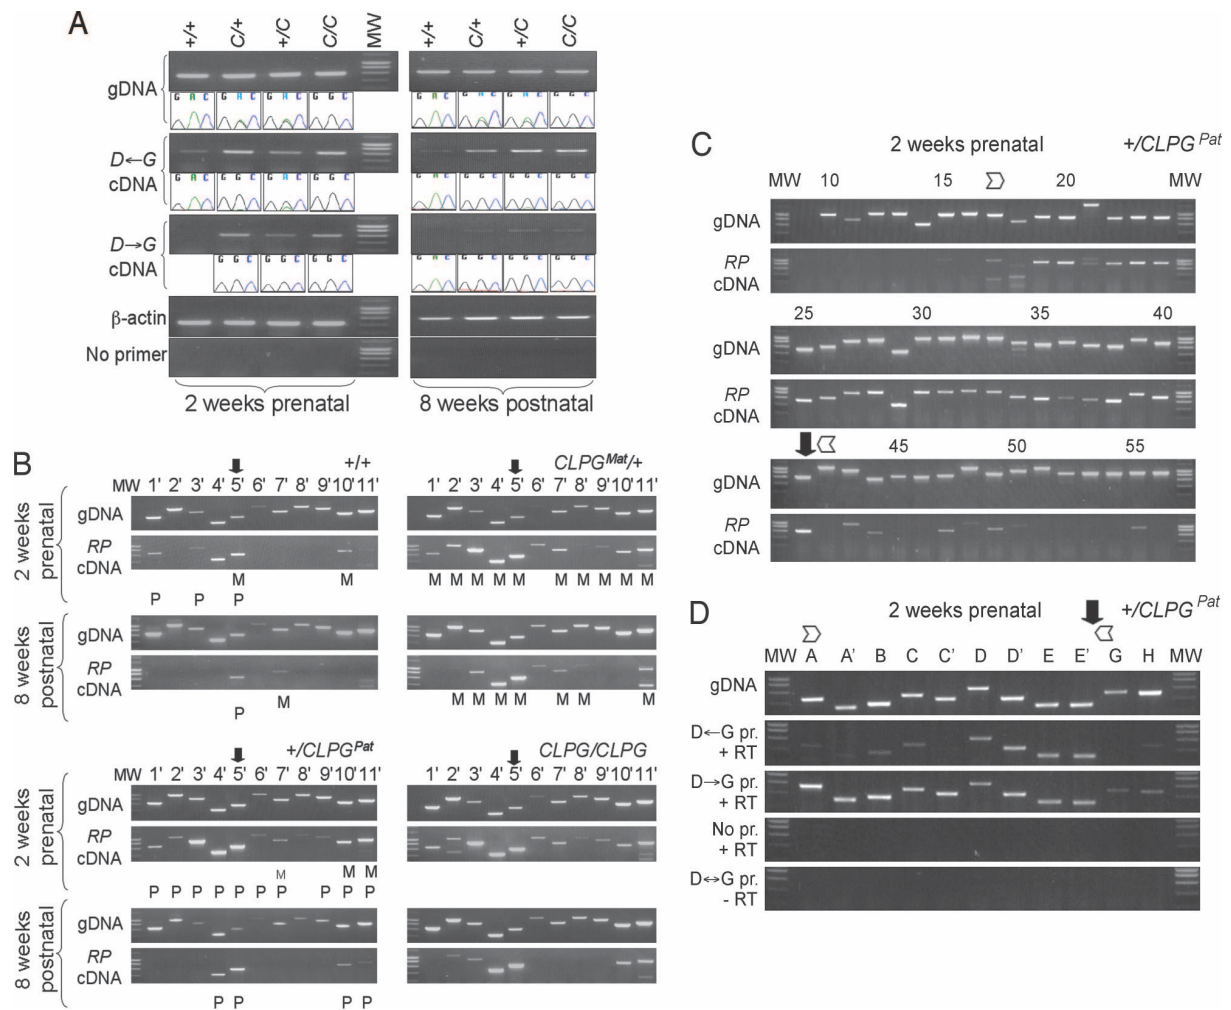 A
+/+ C/+ +/C C/C MW +/+ C/+ +/C C/C
gDNA
G A C G A C G A C G G C G A C G A C G A C G G C
D←G
cDNA
G A C G G C G A C G G C G A C G G C G G C G G C
D→G
cDNA
G G C G G C G G C G A C G G C G G C G G C
β-actin
No primer
2 weeks prenatal 8 weeks postnatal
B
+/+ CLPG Mat/+
MW 1' 2' 3' 4' 5' 6' 7' 8' 9' 10' 11' 1' 2' 3' 4' 5' 6' 7' 8' 9' 10' 11'
2 weeks prenatal
gDNA
RP
cDNA
M M M M M M M M M M M
P P P
8 weeks postnatal
gDNA
RP
cDNA
M M M M M M M M
P
+/CLPG Pat CLPG/CLPG
MW 1' 2' 3' 4' 5' 6' 7' 8' 9' 10' 11' 1' 2' 3' 4' 5' 6' 7' 8' 9' 10' 11'
2 weeks prenatal
gDNA
RP
cDNA
M M M
P P P P P P P P P P
8 weeks postnatal
gDNA
RP
cDNA
P P P P
C
2 weeks prenatal +/CLPG Pat
MW 10 15 20 MW
gDNA
RP
cDNA
25 30 35 40
gDNA
RP
cDNA
45 50 55
gDNA
RP
cDNA
D
2 weeks prenatal +/CLPG Pat
MW A A' B C C' D D' E E' G H MW
gDNA
D←G pr.
+ RT
D→G pr.
+ RT
No pr.
+ RT
D↔G pr.
- RT